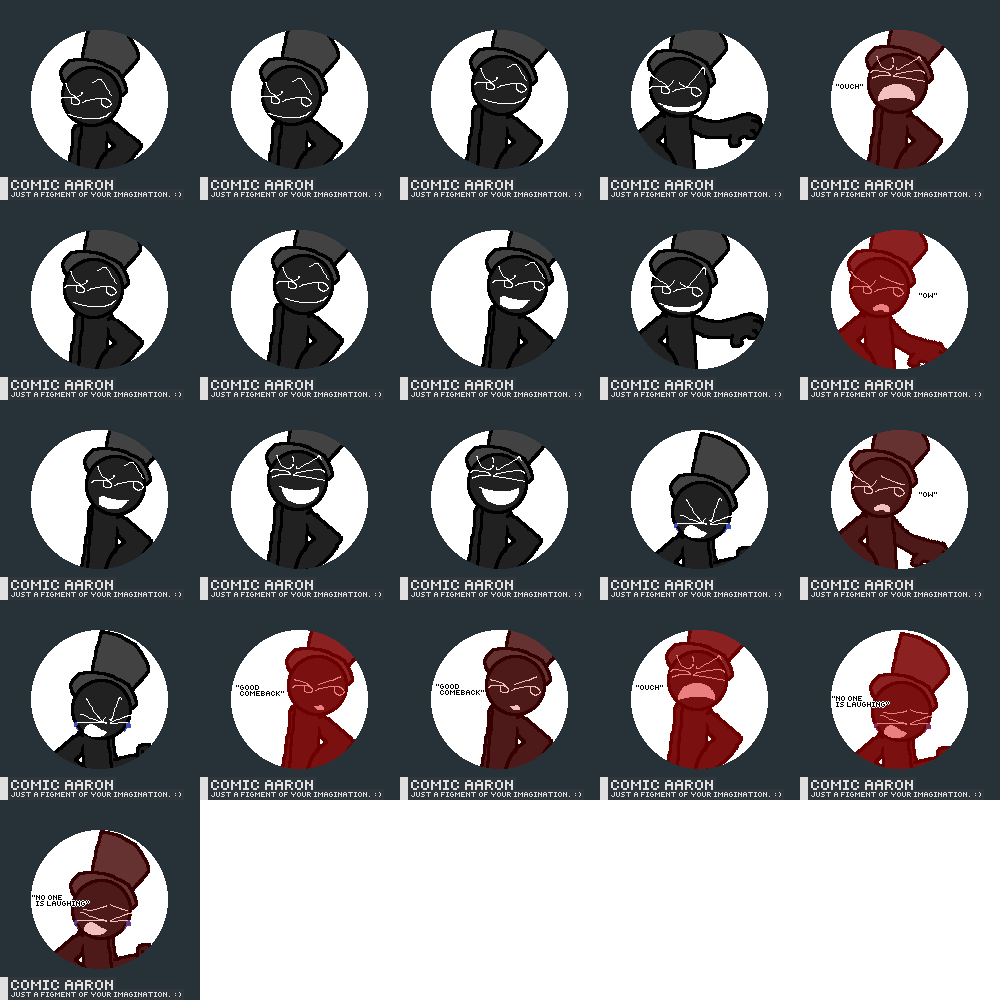 "OUCH"
COMIC AARON
JUST A FIGMENT OF YOUR IMAGINATION. :)
COMIC AARON
JUST A FIGMENT OF YOUR IMAGINATION. :)
COMIC AARON
JUST A FIGMENT OF YOUR IMAGINATION. :)
COMIC AARON
JUST A FIGMENT OF YOUR IMAGINATION. :)
COMIC AARON
JUST A FIGMENT OF YOUR IMAGINATION. :)
"OW"
COMIC AARON
JUST A FIGMENT OF YOUR IMAGINATION. :)
COMIC AARON
JUST A FIGMENT OF YOUR IMAGINATION. :)
COMIC AARON
JUST A FIGMENT OF YOUR IMAGINATION. :)
COMIC AARON
JUST A FIGMENT OF YOUR IMAGINATION. :)
COMIC AARON
JUST A FIGMENT OF YOUR IMAGINATION. :)
"OW"
COMIC AARON
JUST A FIGMENT OF YOUR IMAGINATION. :)
COMIC AARON
JUST A FIGMENT OF YOUR IMAGINATION. :)
COMIC AARON
JUST A FIGMENT OF YOUR IMAGINATION. :)
COMIC AARON
JUST A FIGMENT OF YOUR IMAGINATION. :)
COMIC AARON
JUST A FIGMENT OF YOUR IMAGINATION. :)
"GOOD
COMEBACK"
"GOOD
COMEBACK"
"OUCH"
"NO ONE
IS LAUGHING"
COMIC AARON
JUST A FIGMENT OF YOUR IMAGINATION. :)
COMIC AARON
JUST A FIGMENT OF YOUR IMAGINATION. :)
COMIC AARON
JUST A FIGMENT OF YOUR IMAGINATION. :)
COMIC AARON
JUST A FIGMENT OF YOUR IMAGINATION. :)
COMIC AARON
JUST A FIGMENT OF YOUR IMAGINATION. :)
"NO ONE
IS LAUGHING"
COMIC AARON
JUST A FIGMENT OF YOUR IMAGINATION. :)